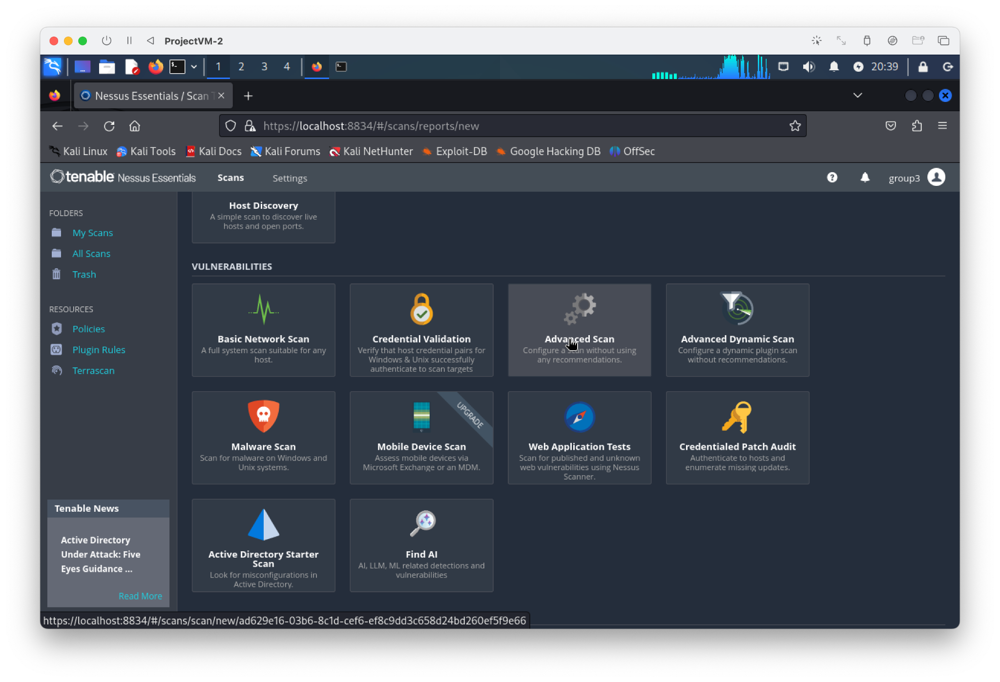 ProjectVM-2
1 2 3 4
20:39
Nessus Essentials / Scan
https://localhost:8834/#/scans/reports/new
Kali Linux Kali Tools Kali Docs Kali Forums Kali NetHunter Exploit-DB Google Hacking DB OffSec
tenable Nessus Essentials Scans Settings group3
FOLDERS
My Scans
All Scans
Trash
RESOURCES
Policies
Plugin Rules
Terrascan
Tenable News
Active Directory
Under Attack: Five
Eyes Guidance ...
Read More
Host Discovery
A simple scan to discover live
hosts and open ports.
VULNERABILITIES
Basic Network Scan
A full system scan suitable for any
host.
Credential Validation
Verify that host credential pairs for
Windows & Unix successfully
authenticate to scan targets
Advanced Scan
Configure a scan without using
any recommendations.
Advanced Dynamic Scan
Configure a dynamic plugin scan
without recommendations.
Malware Scan
Scan for malware on Windows and
Unix systems.
UPGRADE
Mobile Device Scan
Assess mobile devices via
Microsoft Exchange or an MDM.
Web Application Tests
Scan for published and unknown
web vulnerabilities using Nessus
Scanner.
Credentialed Patch Audit
Authenticate to hosts and
enumerate missing updates.
Active Directory Starter
Scan
Look for misconfigurations in
Active Directory.
Find AI
AI, LLM, ML related detections and
vulnerabilities
https://localhost:8834/#/scans/scan/new/ad629e16-03b6-8c1d-cef6-ef8c9dd3c658d24bd260ef5f9e66